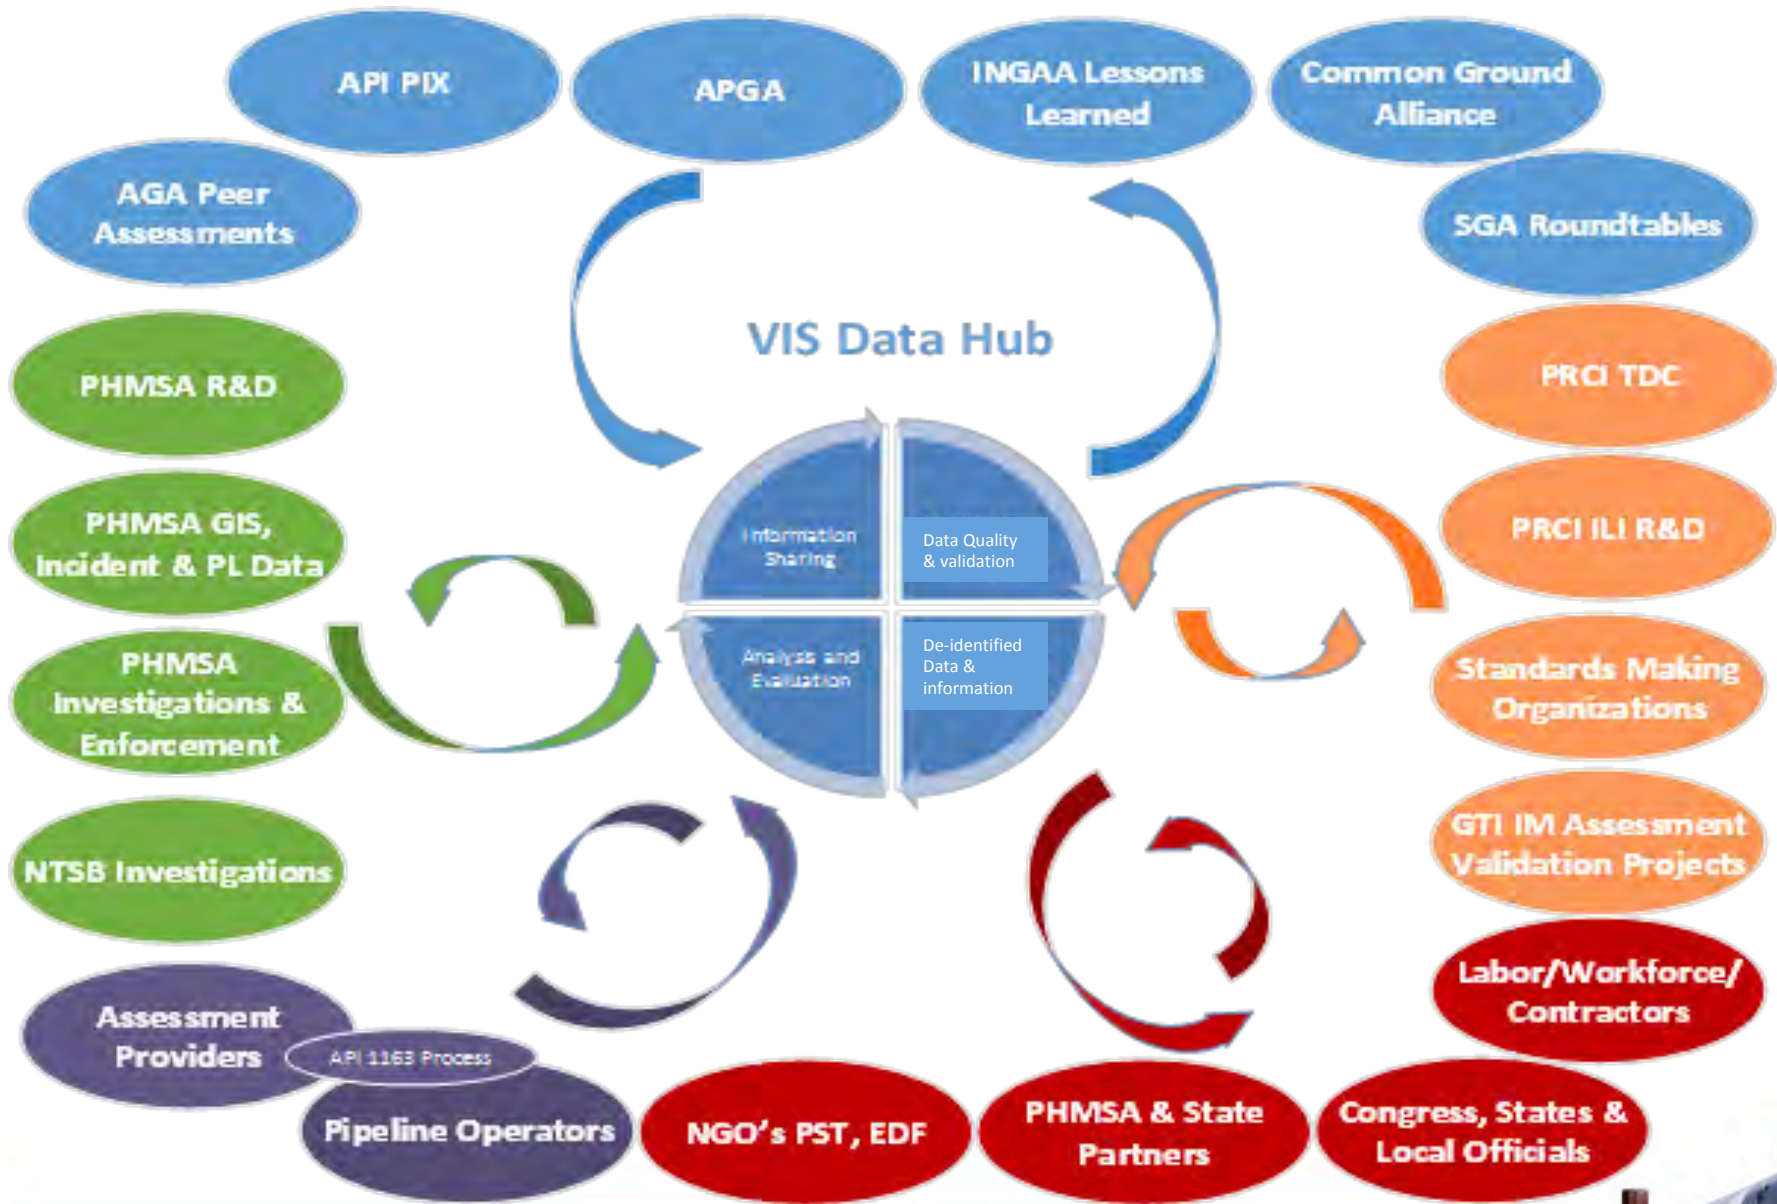 API PIX
APGA
INGAA Lessons
Learned
Common Ground
Alliance
AGA Peer
Assessments
SGA Roundtables
VIS Data Hub
PHMSA R&D
PRCI TDC
PHMSA GIS,
Incident & PL Data
Information
Sharing
Data Quality
& validation
PRCI ILI R&D
PHMSA
Investigations &
Enforcement
Analysis and
Evaluation
De-identified
Data &
information
Standards Making
Organizations
NTSB Investigations
GTI IM Assessment
Validation Projects
Assessment
Providers
API 1163 Process
Labor/Workforce/
Contractors
Pipeline Operators
NGO's PST, EDF
PHMSA & State
Partners
Congress, States &
Local Officials